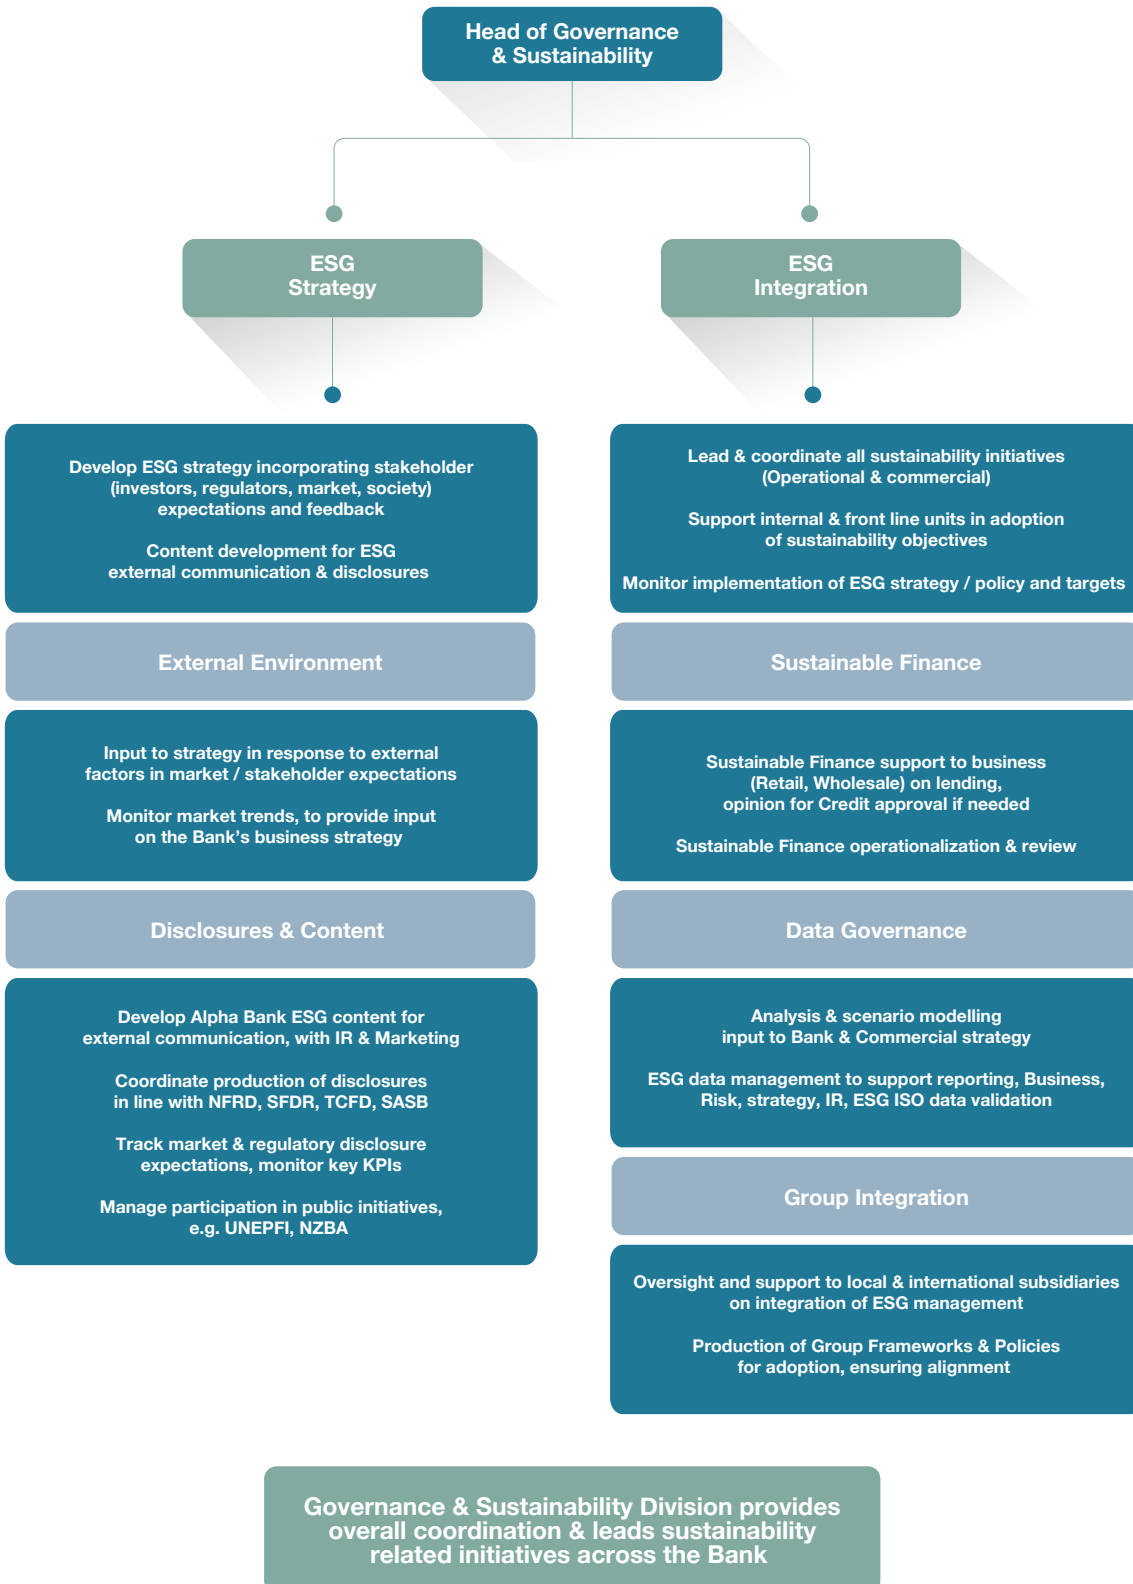 Head of Governance
& Sustainability
ESG
Strategy
ESG
Integration
Develop ESG strategy incorporating stakeholder
(investors, regulators, market, society)
expectations and feedback
Content development for ESG
external communication & disclosures
External Environment
Input to strategy in response to external
factors in market / stakeholder expectations
Monitor market trends, to provide input
on the Bank’s business strategy
Disclosures & Content
Develop Alpha Bank ESG content for
external communication, with IR & Marketing
Coordinate production of disclosures
in line with NFRD, SFDR, TCFD, SASB
Track market & regulatory disclosure
expectations, monitor key KPIs
Manage participation in public initiatives,
e.g. UNEPFI, NZBA
Lead & coordinate all sustainability initiatives
(Operational & commercial)
Support internal & front line units in adoption
of sustainability objectives
Monitor implementation of ESG strategy / policy and targets
Sustainable Finance
Sustainable Finance support to business
(Retail, Wholesale) on lending,
opinion for Credit approval if needed
Sustainable Finance operationalization & review
Data Governance
Analysis & scenario modelling
input to Bank & Commercial strategy
ESG data management to support reporting, Business,
Risk, strategy, IR, ESG ISO data validation
Group Integration
Oversight and support to local & international subsidiaries
on integration of ESG management
Production of Group Frameworks & Policies
for adoption, ensuring alignment
Governance & Sustainability Division provides
overall coordination & leads sustainability
related initiatives across the Bank